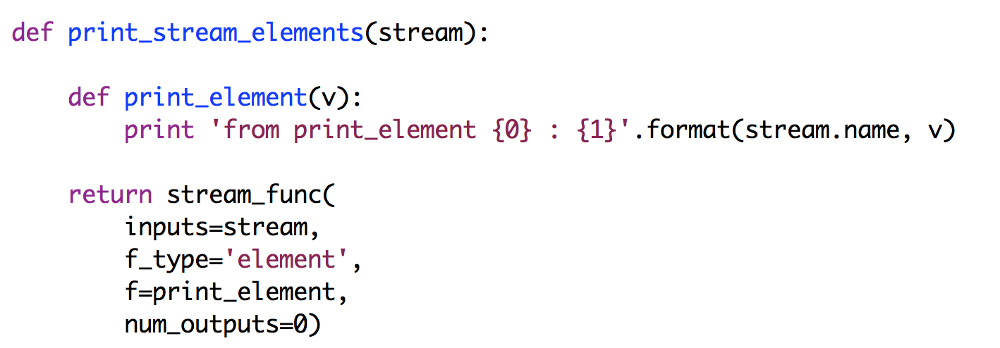 def print_stream_elements(stream):
    def print_element(v):
        print 'from print_element {0} : {1}'.format(stream.name, v)
    return stream_func(
        inputs=stream,
        f_type='element',
        f=print_element,
        num_outputs=0)